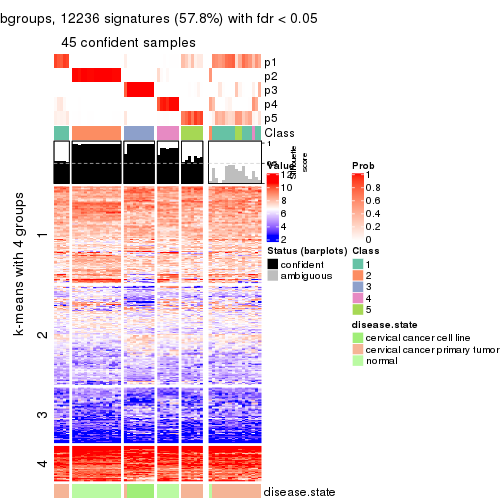 bgroups, 12236 signatures (57.8%) with fdr < 0.05
45 confident samples
p1
p2
p3
p4
p5
Class
1
Silhouette
score
k-means with 4 groups
1
2
3
4
Value
12
10
8
6
4
2
Status (barplots)
confident
ambiguous
Prob
1
0.8
0.6
0.4
0.2
0
Class
1
2
3
4
5
disease.state
cervical cancer cell line
cervical cancer primary tumor
normal
disease.state